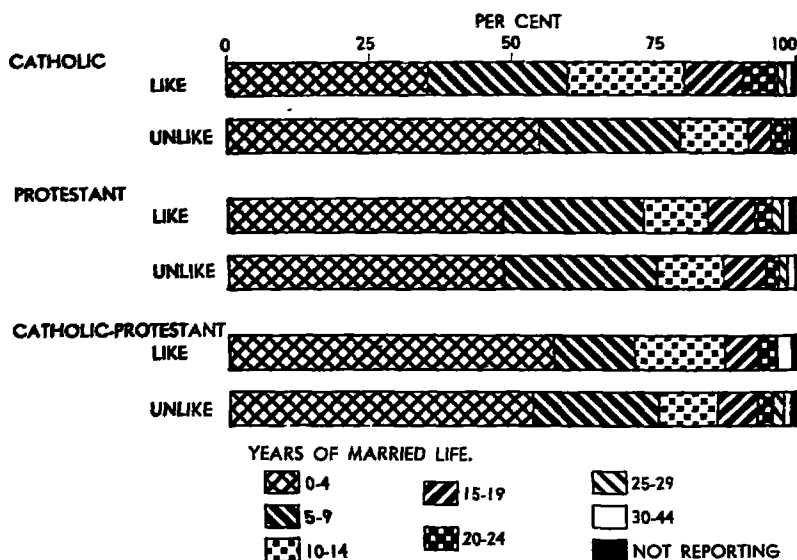 PER CENT
0 25 50 75 100
CATHOLIC
LIKE
UNLIKE
PROTESTANT
LIKE
UNLIKE
CATHOLIC-PROTESTANT
LIKE
UNLIKE
YEARS OF MARRIED LIFE.
0-4 15-19 25-29
5-9 20-24 30-44
10-14 NOT REPORTING